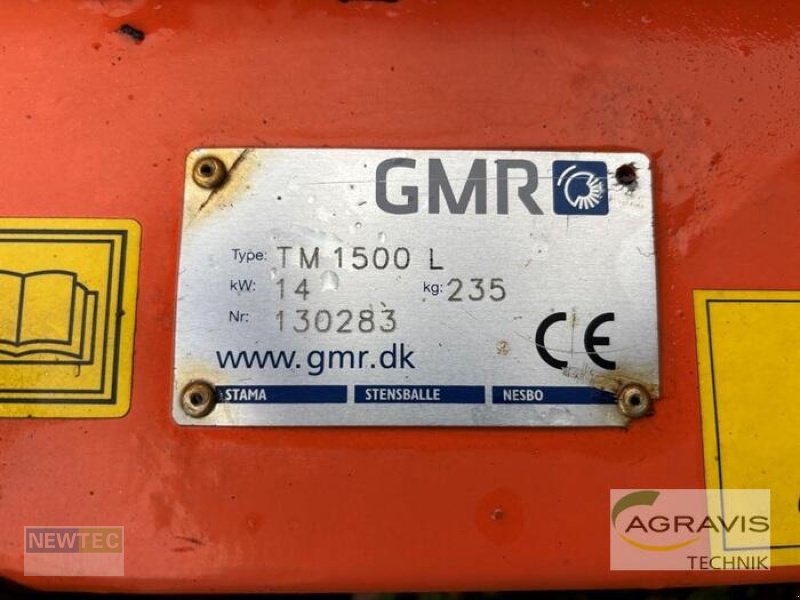 GMR
Type: TM 1500 L
kW: 14 kg: 235
Nr: 130283
CE
www.gmr.dk
STAMA STENSBALLE NESBO
NEWTEC
AGRAVIS
TECHNIK